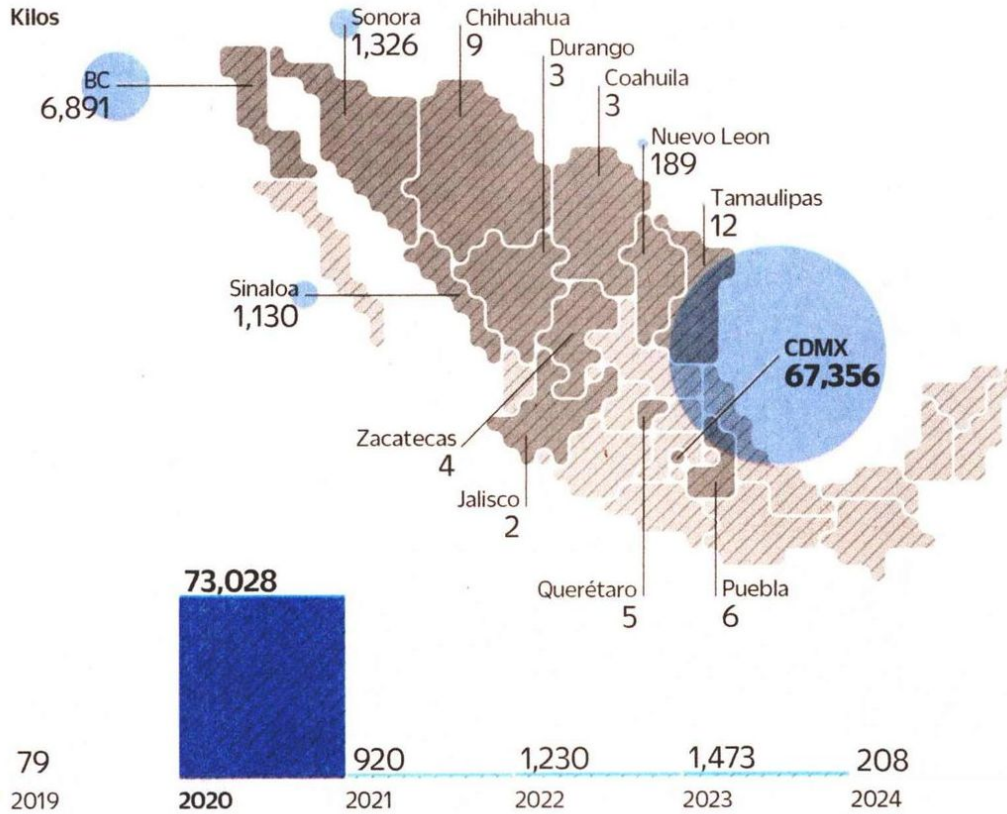 Kilos
BC
6,891
Sonora
1,326
Chihuahua
9
Durango
3
Coahuila
3
Nuevo Leon
189
Tamaulipas
12
Sinaloa
1,130
CDMX
67,356
Zacatecas
4
Jalisco
2
Querétaro
5
Puebla
6
79
2019
73,028
2020
920
2021
1,230
2022
1,473
2023
208
2024